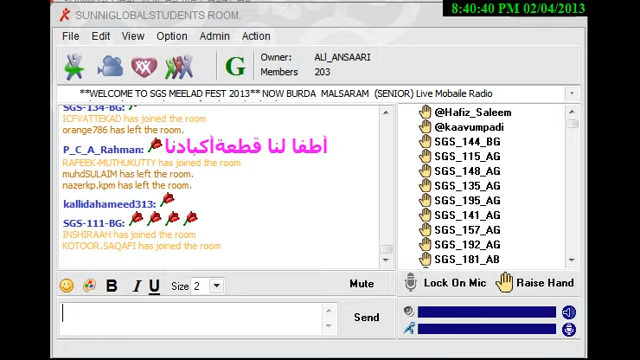 8:40:40 PM 02/04/2013
SUNNIGLOBALSTUDENTS ROOM.
File Edit View Option Admin Action
G
Owner: ALI_ANSAARI
Members 203
**WELCOME TO SGS MEELAD FEST 2013** NOW BURDA MALSARAM (SENIOR) Live Mobaile Radio
SGS-134-BG:
ICFVATTEKAD has joined the room
orange786 has left the room.
P_C_A_Rahman: أطفا لنا قطعةأكبادنا
RAFEEK-MUTHUKUTTY has joined the room
muhdSULAIM has left the room.
nazerkp.kpm has left the room.
kallidahameed313:
SGS-111-BG:
INSHIRAAH has joined the room
KOTOOR.SAQAFI has joined the room
@Hafiz_Saleem
@kaavumpadi
SGS_144_BG
SGS_115_AG
SGS_148_AG
SGS_135_AG
SGS_195_AG
SGS_141_AG
SGS_157_AG
SGS_192_AG
SGS_181_AB
B I U Size 2 Mute
Lock On Mic Raise Hand
Send